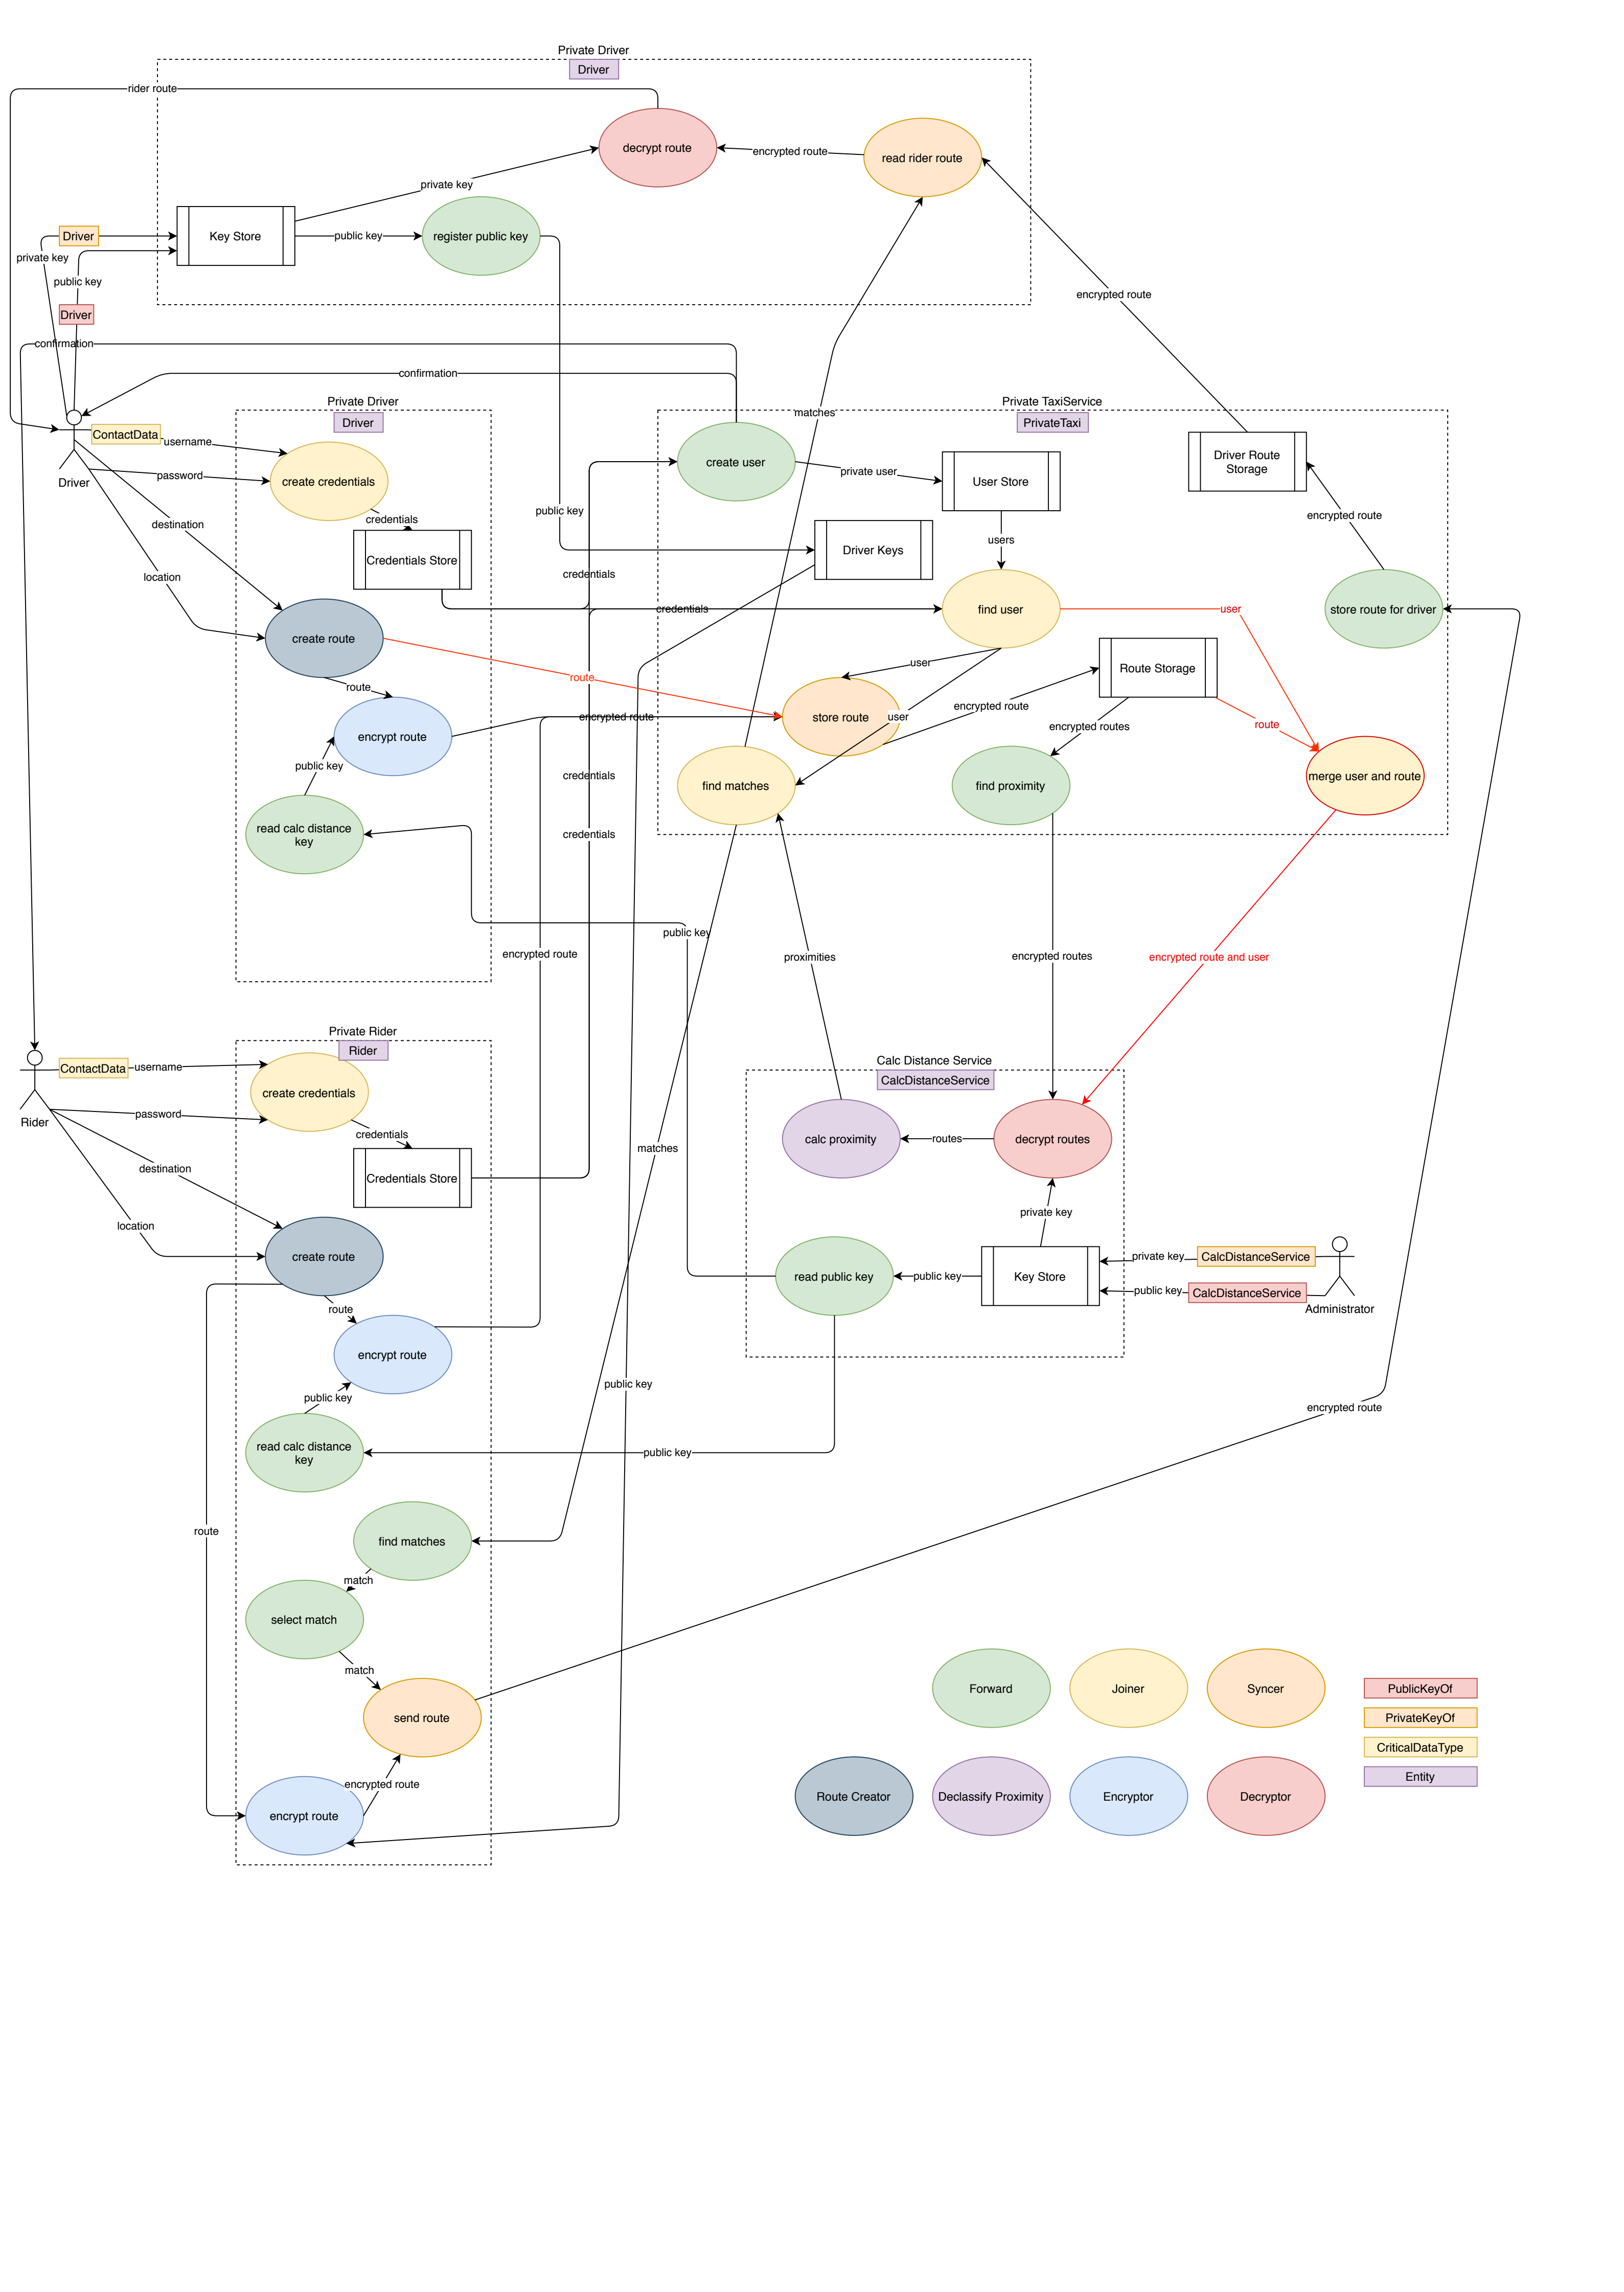 Private Driver
Driver
rider route
decrypt route
encrypted route
read rider route
private key
Driver
Key Store
public key
register public key
private key
public key
encrypted route
Driver
confirmation
confirmation
Private Driver
Driver
matches
Private TaxiService
PrivateTaxi
ContactData
username
create user
private user
User Store
Driver Route
Storage
Driver
password
create credentials
credentials
public key
encrypted route
users
Driver Keys
destination
Credentials Store
location
credentials
credentials
find user
user
store route for driver
create route
route
user
Route Storage
route
encrypted route
encrypted route
store route
user
encrypted routes
route
encrypt route
public key
credentials
find matches
find proximity
merge user and route
read calc distance
key
credentials
public key
encrypted route
proximities
encrypted routes
encrypted route and user
Private Rider
Rider
Calc Distance Service
CalcDistanceService
ContactData
username
create credentials
password
Rider
credentials
calc proximity
routes
decrypt routes
matches
destination
Credentials Store
private key
location
create route
read public key
public key
Key Store
private key
CalcDistanceService
public key
CalcDistanceService
Administrator
route
encrypt route
public key
public key
encrypted route
read calc distance
key
public key
route
find matches
match
select match
match
send route
encrypted route
encrypt route
Forward
Joiner
Syncer
PublicKeyOf
PrivateKeyOf
CriticalDataType
Entity
Route Creator
Declassify Proximity
Encryptor
Decryptor